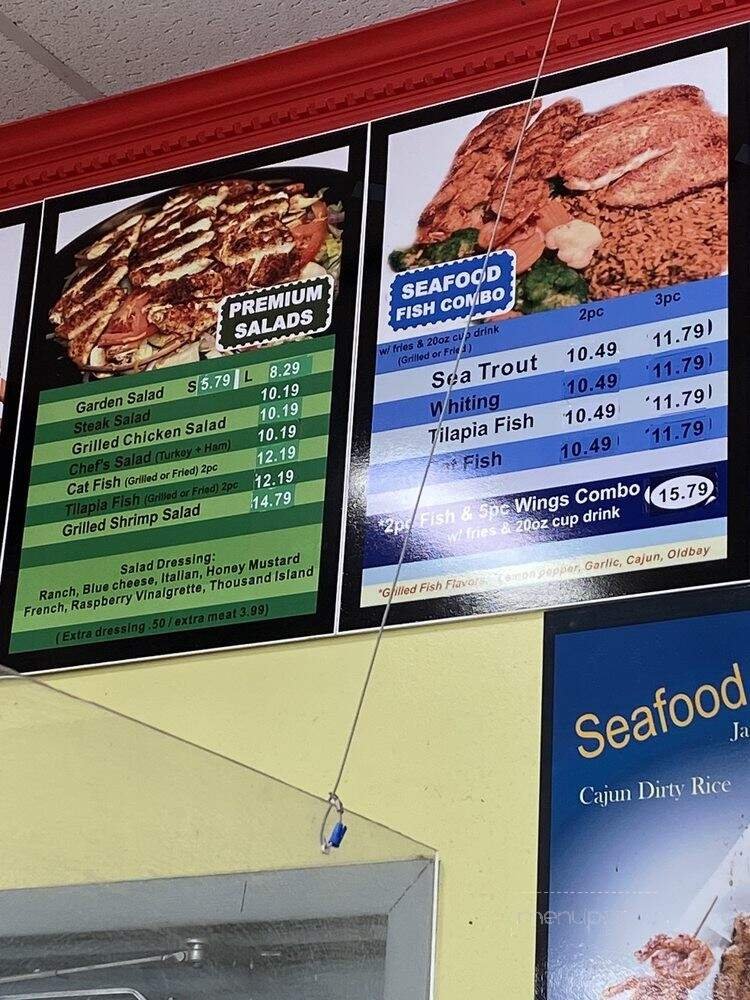 PREMIUM
SALADS
Garden Salad S 5.79 L 8.29
Steak Salad 10.19
Grilled Chicken Salad 10.19
Chef's Salad (Turkey + Ham) 10.19
Cat Fish (Grilled or Fried) 2pc 12.19
Tilapia Fish (Grilled or Fried) 2pc 12.19
Grilled Shrimp Salad 14.79
Salad Dressing:
Ranch, Blue cheese, Italian, Honey Mustard
French, Raspberry Vinaigrette, Thousand Island
(Extra dressing .50 / extra meat 3.99)
SEAFOOD
FISH COMBO
w/ fries & 20oz cup drink 2pc 3pc
(Grilled or Fried)
Sea Trout 10.49 11.79
Whiting 10.49 11.79
Tilapia Fish 10.49 11.79
Fish 10.49 11.79
*2pc Fish & 5pc Wings Combo 15.79
w/ fries & 20oz cup drink
*Grilled Fish Flavors: Lemon pepper, Garlic, Cajun, Oldbay
Seafood
Ja
Cajun Dirty Rice